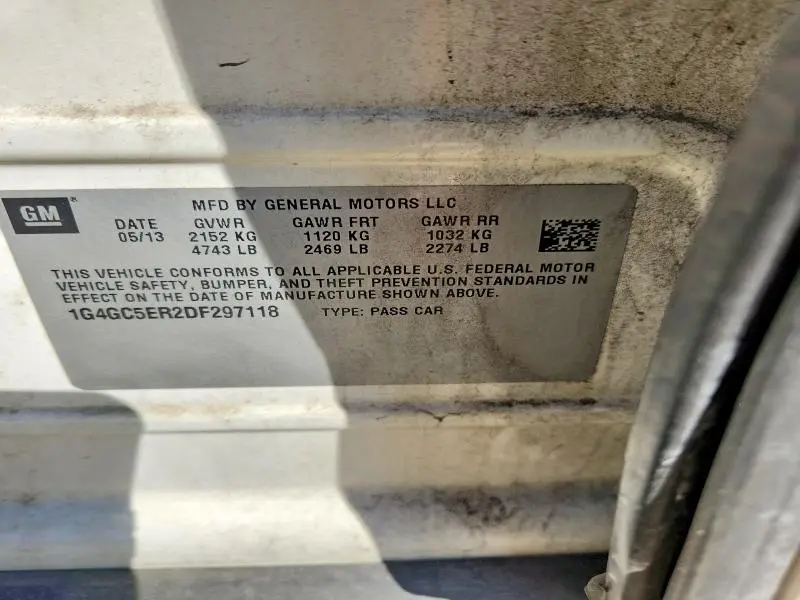 GM
MFD BY GENERAL MOTORS LLC
DATE GVWR GAWR FRT GAWR RR
05/13 2152 KG 1120 KG 1032 KG
4743 LB 2469 LB 2274 LB
THIS VEHICLE CONFORMS TO ALL APPLICABLE U.S. FEDERAL MOTOR
VEHICLE SAFETY, BUMPER, AND THEFT PREVENTION STANDARDS IN
EFFECT ON THE DATE OF MANUFACTURE SHOWN ABOVE.
1G4GC5ER2DF297118 TYPE: PASS CAR